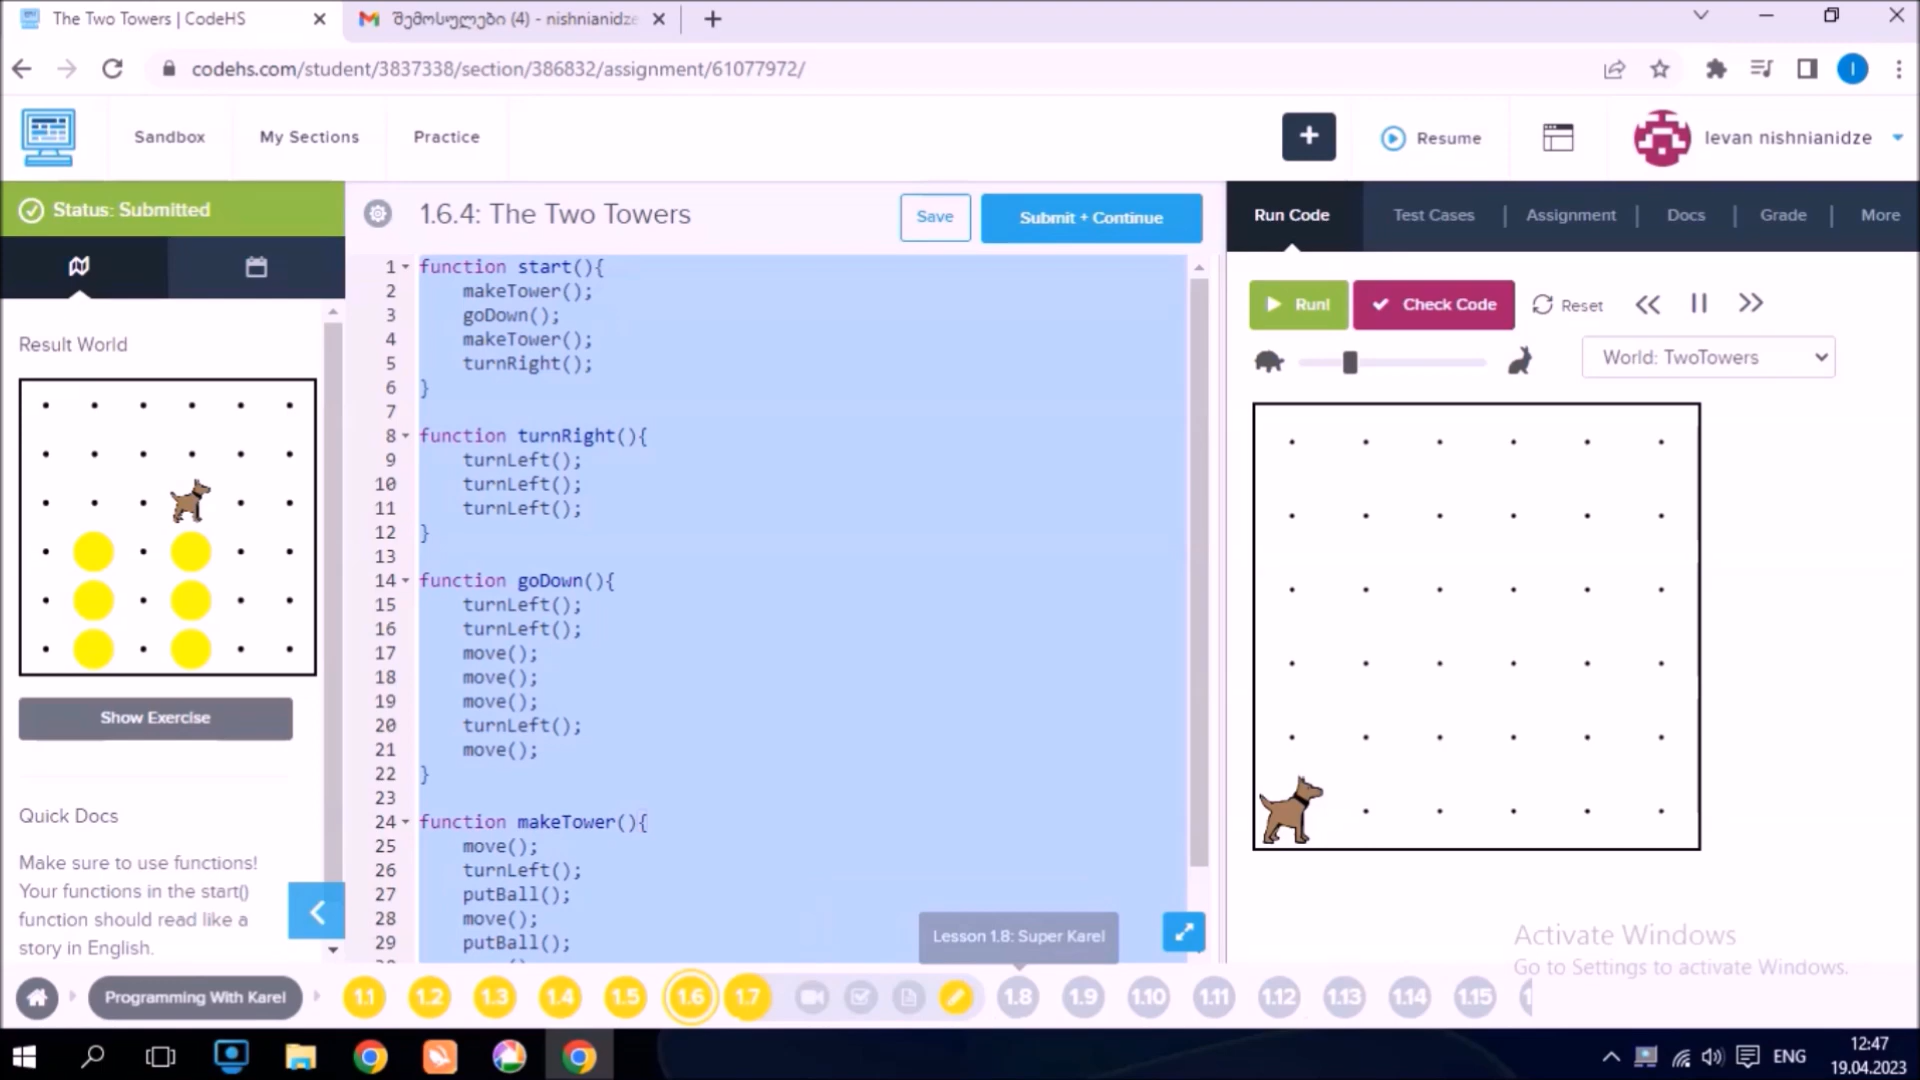 The Two Towers | CodeHS
შემოსულები (4) - nishnianidze
codehs.com/student/3837338/section/386832/assignment/61077972/
I
Sandbox
My Sections
Practice
+
Resume
levan nishnianidze
Status: Submitted
1.6.4: The Two Towers
Save
Submit + Continue
Run Code
Test Cases
Assignment
Docs
Grade
More
Result World
Show Exercise
Quick Docs
Make sure to use functions!
Your functions in the start()
function should read like a
story in English.
1 function start(){
2 makeTower();
3 goDown();
4 makeTower();
5 turnRight();
6 }
7
8 function turnRight(){
9 turnLeft();
10 turnLeft();
11 turnLeft();
12 }
13
14 function goDown(){
15 turnLeft();
16 turnLeft();
17 move();
18 move();
19 move();
20 turnLeft();
21 move();
22 }
23
24 function makeTower(){
25 move();
26 turnLeft();
27 putBall();
28 move();
29 putBall();
Run!
Check Code
Reset
World: TwoTowers
Lesson 1.8: Super Karel
Activate Windows
Go to Settings to activate Windows.
Programming With Karel
1.1
1.2
1.3
1.4
1.5
1.6
1.7
1.8
1.9
1.10
1.11
1.12
1.13
1.14
1.15
ENG
12:47
19.04.2023